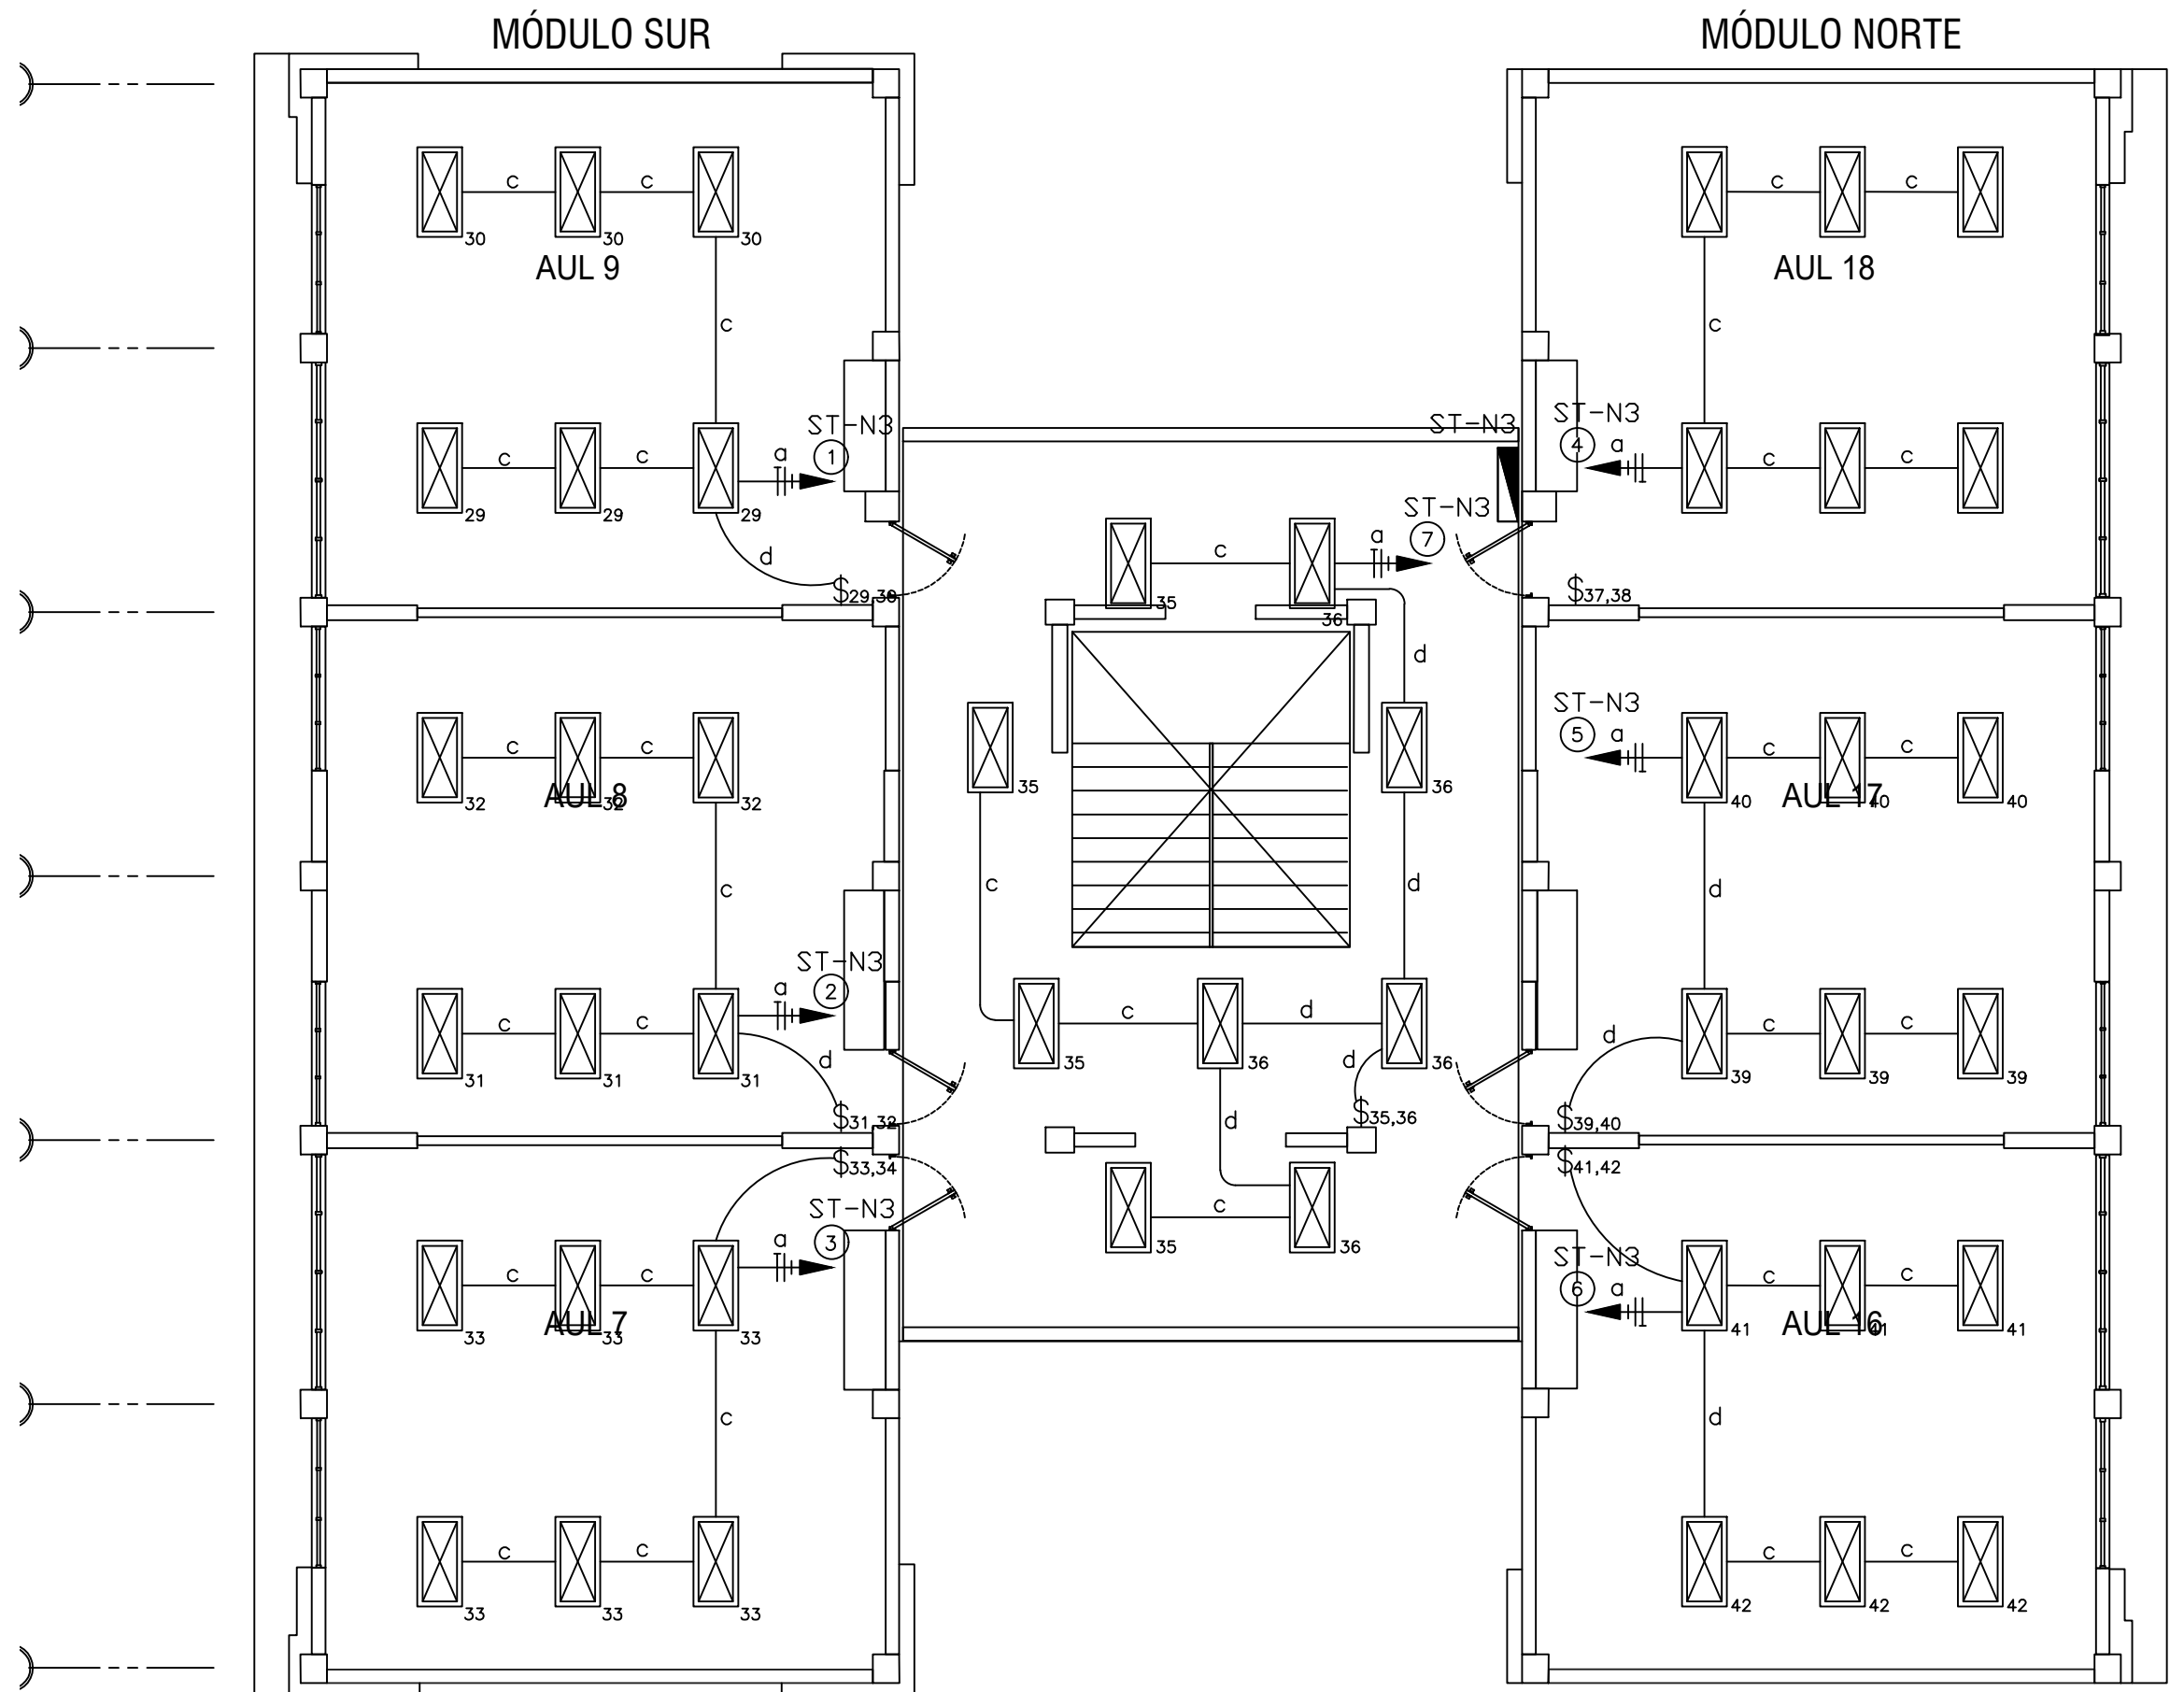 MÓDULO SUR
MÓDULO NORTE
c c
c c
30 30 30
AUL 9
AUL 18
c
c
ST-N3
ST-N3
ST-N3
1
a
4
a
c c
c c
29 29 29
ST-N3
7
a
c
d
$29,30
$37,38
35
36
d
ST-N3
5
a
c c
c c
35
36
AUL 8
32 32 32
AUL 17
40 40 40
c
c
d
d
ST-N3
2
a
c c
c
d
c c
31 31 31
d
35
36
d
36
d
39 39 39
$31,32
d
$35,36
$39,40
$33,34
$41,42
ST-N3
3
a
c
35
36
ST-N3
6
a
c c
c c
AUL 7
33 33 33
AUL 16
41 41 41
c
d
c c
c c
33 33 33
42 42 42